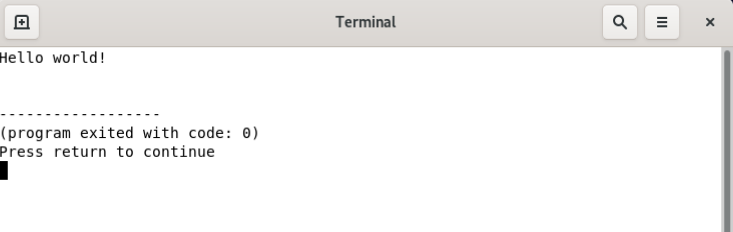 Terminal
Hello world!
------------------
(program exited with code: 0)
Press return to continue